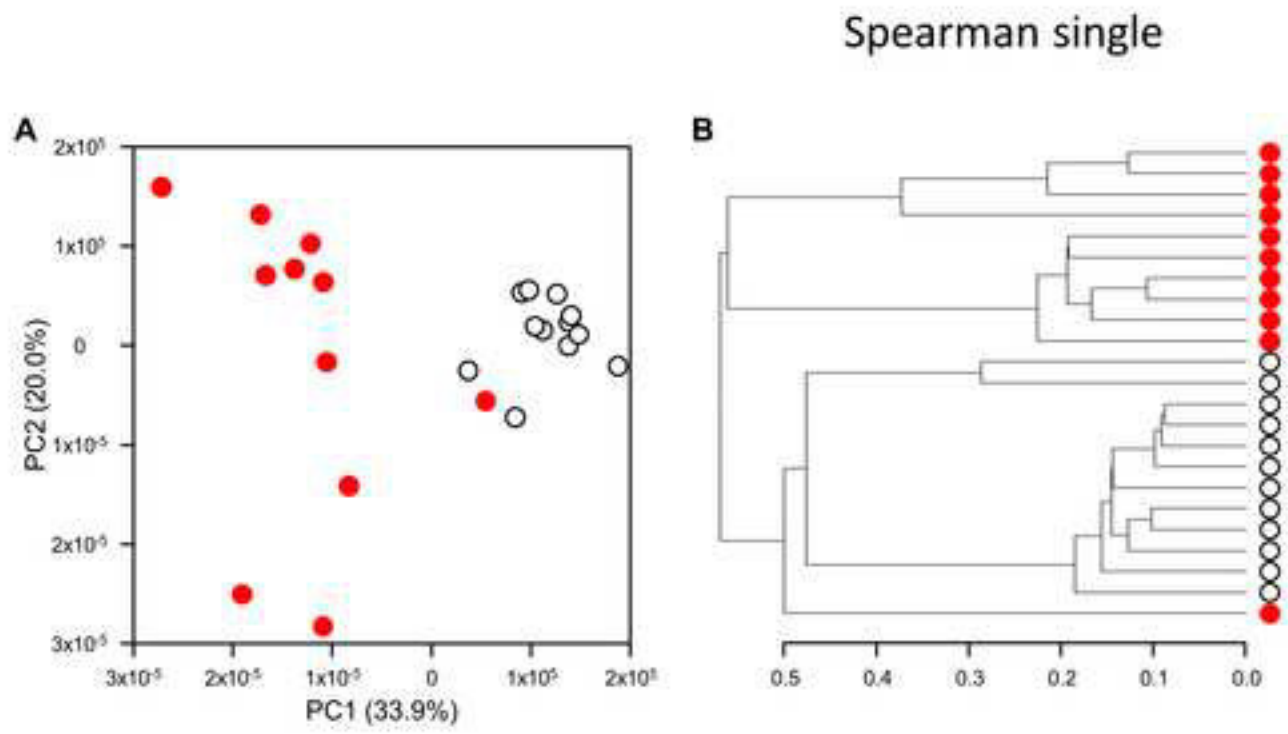 Spearman single
A
B
2x10⁵
1x10⁵
0
1x10⁻⁵
2x10⁻⁵
3x10⁻⁵
PC2 (20.0%)
3x10⁻⁵ 2x10⁻⁵ 1x10⁻⁵ 0 1x10⁵ 2x10⁵
PC1 (33.9%)
0.5 0.4 0.3 0.2 0.1 0.0